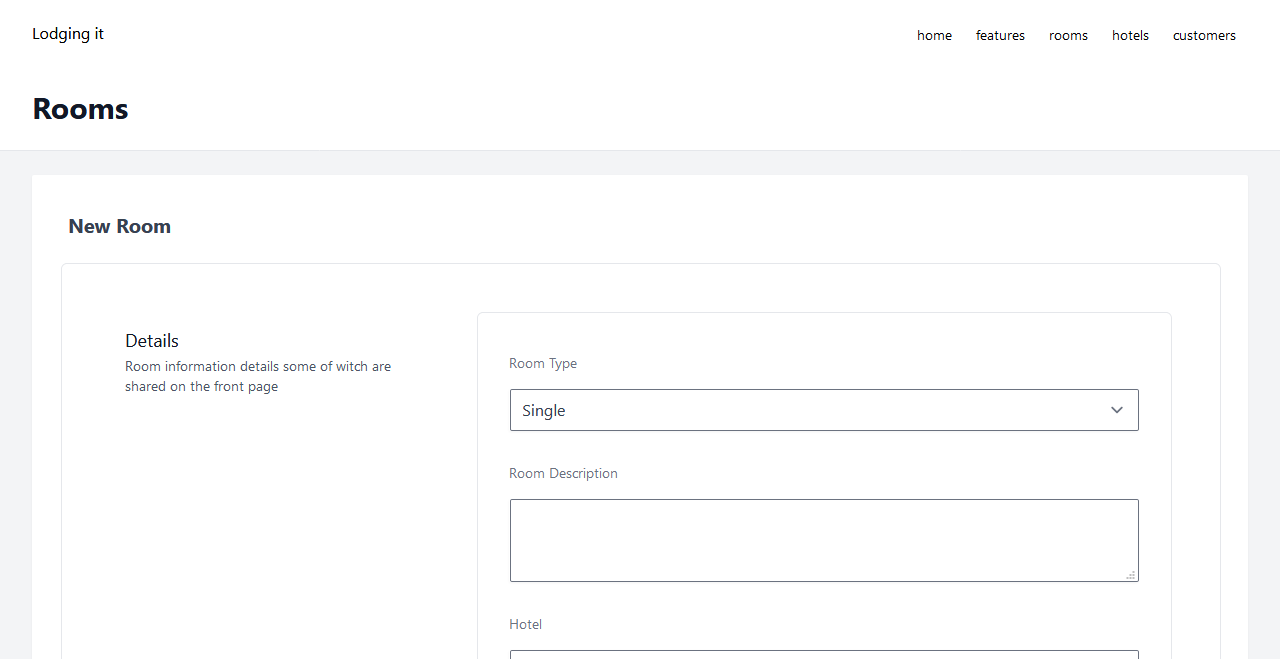 Lodging it
home features rooms hotels customers
Rooms
New Room
Details
Room information details some of witch are
shared on the front page
Room Type
Single
Room Description
Hotel